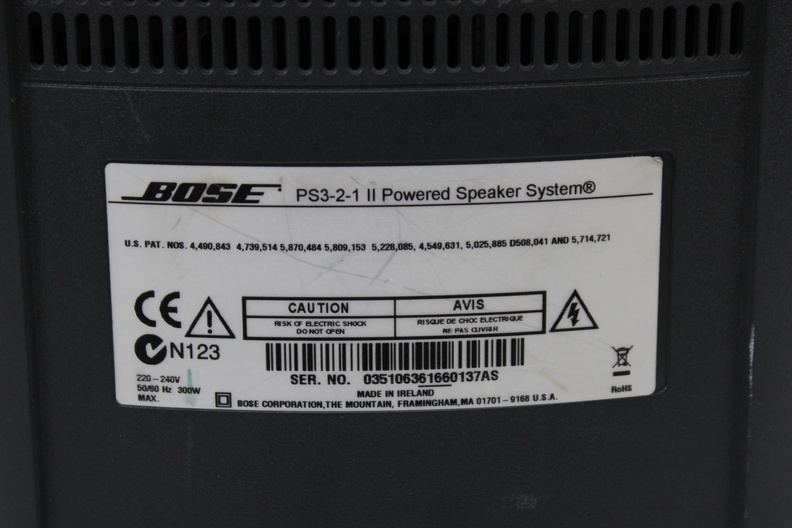 BOSE PS3-2-1 II Powered Speaker System®
U.S. PAT. NOS. 4,490,843 4,739,514 5,870,484 5,809,153 5,228,085, 4,549,631, 5,025,885 D508,041 AND 5,714,721
CE
CAUTION
RISK OF ELECTRIC SHOCK
DO NOT OPEN
AVIS
RISQUE DE CHOC ELECTRIQUE
NE PAS OUVRIR
N123
SER. NO. 035106361660137AS
220-240V
50/60 Hz 300W
MAX.
MADE IN IRELAND
BOSE CORPORATION, THE MOUNTAIN, FRAMINGHAM, MA 01701-9168 U.S.A.
RoHS